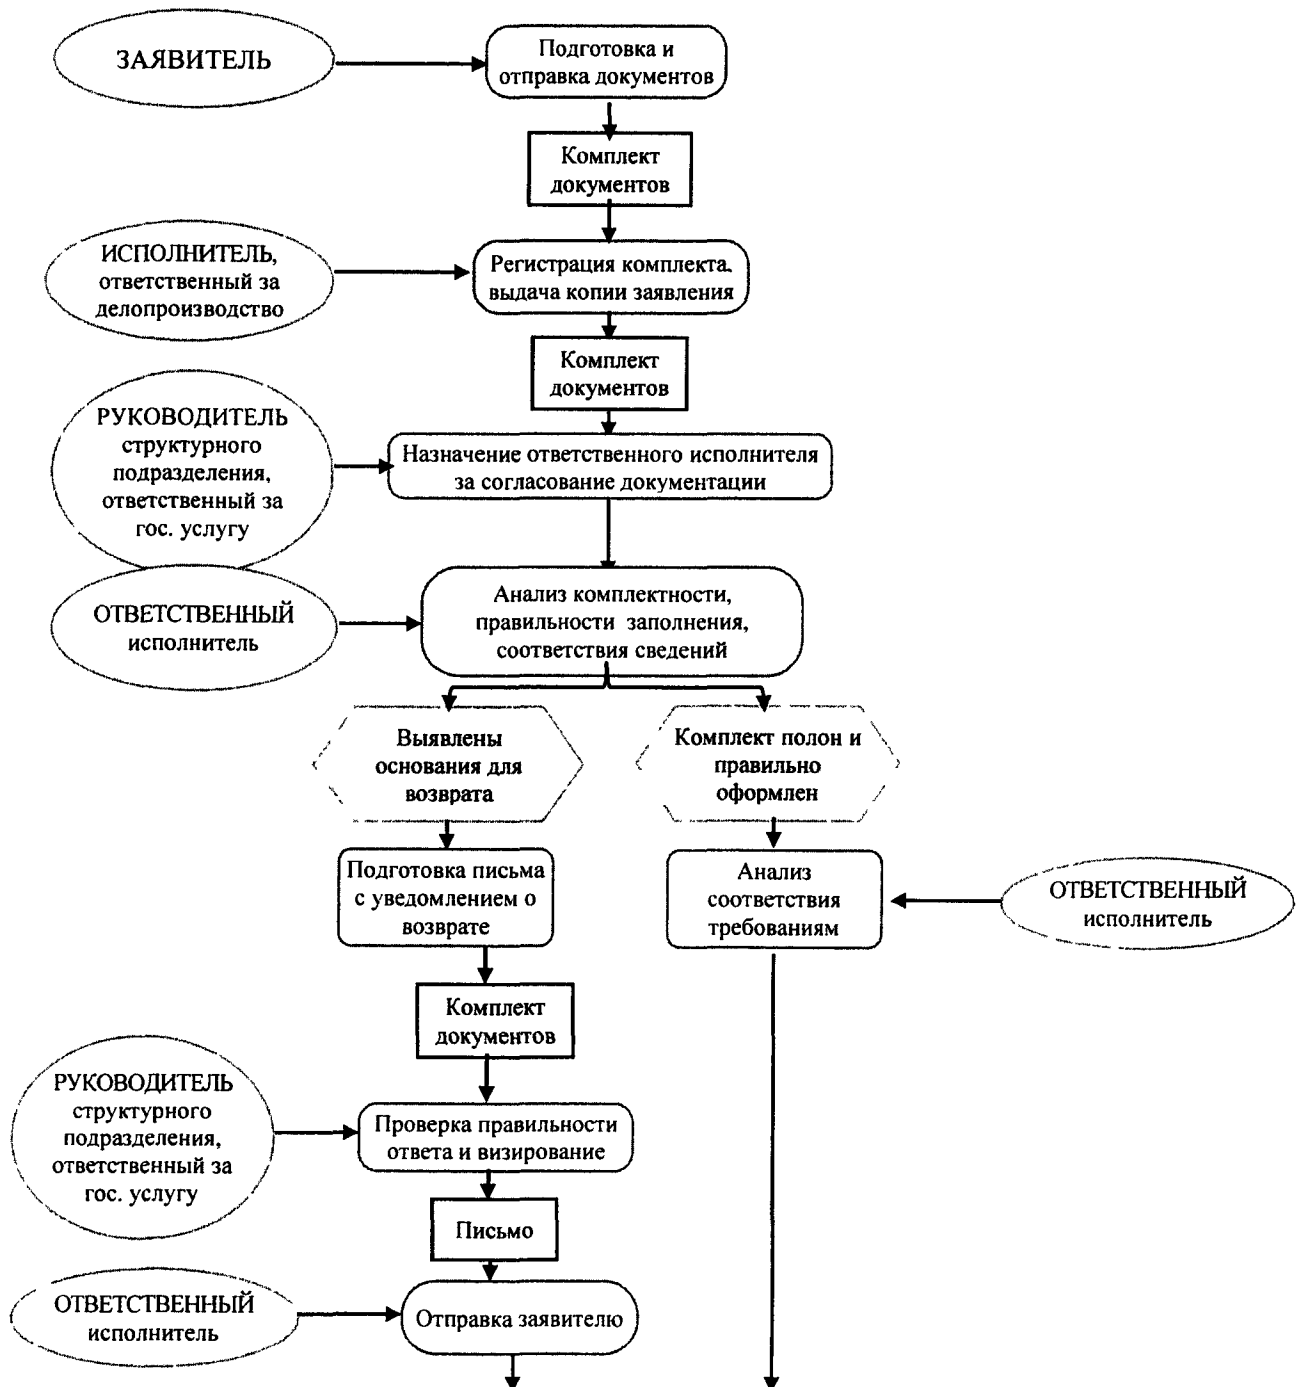 ЗАЯВИТЕЛЬ
Подготовка и
отправка документов
Комплект
документов
ИСПОЛНИТЕЛЬ,
ответственный за
делопроизводство
Регистрация комплекта.
выдача копии заявления
Комплект
документов
РУКОВОДИТЕЛЬ
структурного
подразделения,
ответственный за
гос. услугу
Назначение ответственного исполнителя
за согласование документации
ОТВЕТСТВЕННЫЙ
исполнитель
Анализ комплектности,
правильности заполнения,
соответствия сведений
Выявлены
основания для
возврата
Комплект полон и
правильно
оформлен
Подготовка письма
с уведомлением о
возврате
Анализ
соответствия
требованиям
ОТВЕТСТВЕННЫЙ
исполнитель
Комплект
документов
РУКОВОДИТЕЛЬ
структурного
подразделения,
ответственный за
гос. услугу
Проверка правильности
ответа и визирование
Письмо
ОТВЕТСТВЕННЫЙ
исполнитель
Отправка заявителю